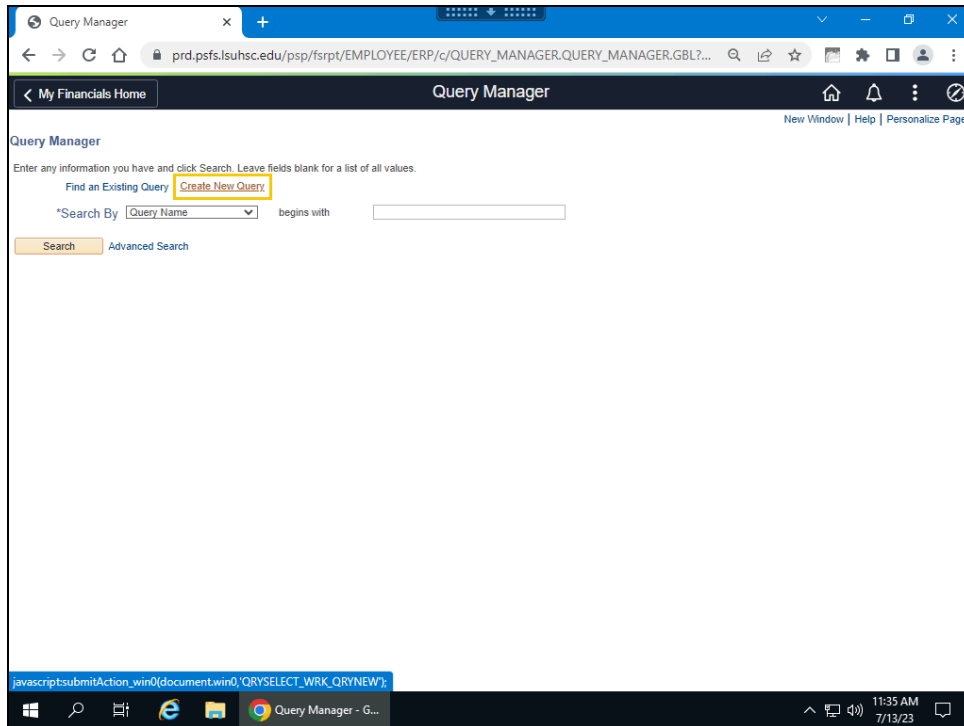 Query Manager
prd.psfs.lsuhsc.edu/psp/fsrpt/EMPLOYEE/ERP/c/QUERY_MANAGER.QUERY_MANAGER.GBL?...
My Financials Home
Query Manager
New Window | Help | Personalize Page
Query Manager
Enter any information you have and click Search. Leave fields blank for a list of all values.
Find an Existing Query Create New Query
*Search By Query Name begins with
Search Advanced Search
javascript:submitAction_win0(document.win0,'QRYSELECT_WRK_QRYNEW');
Query Manager - G...
11:35 AM
7/13/23